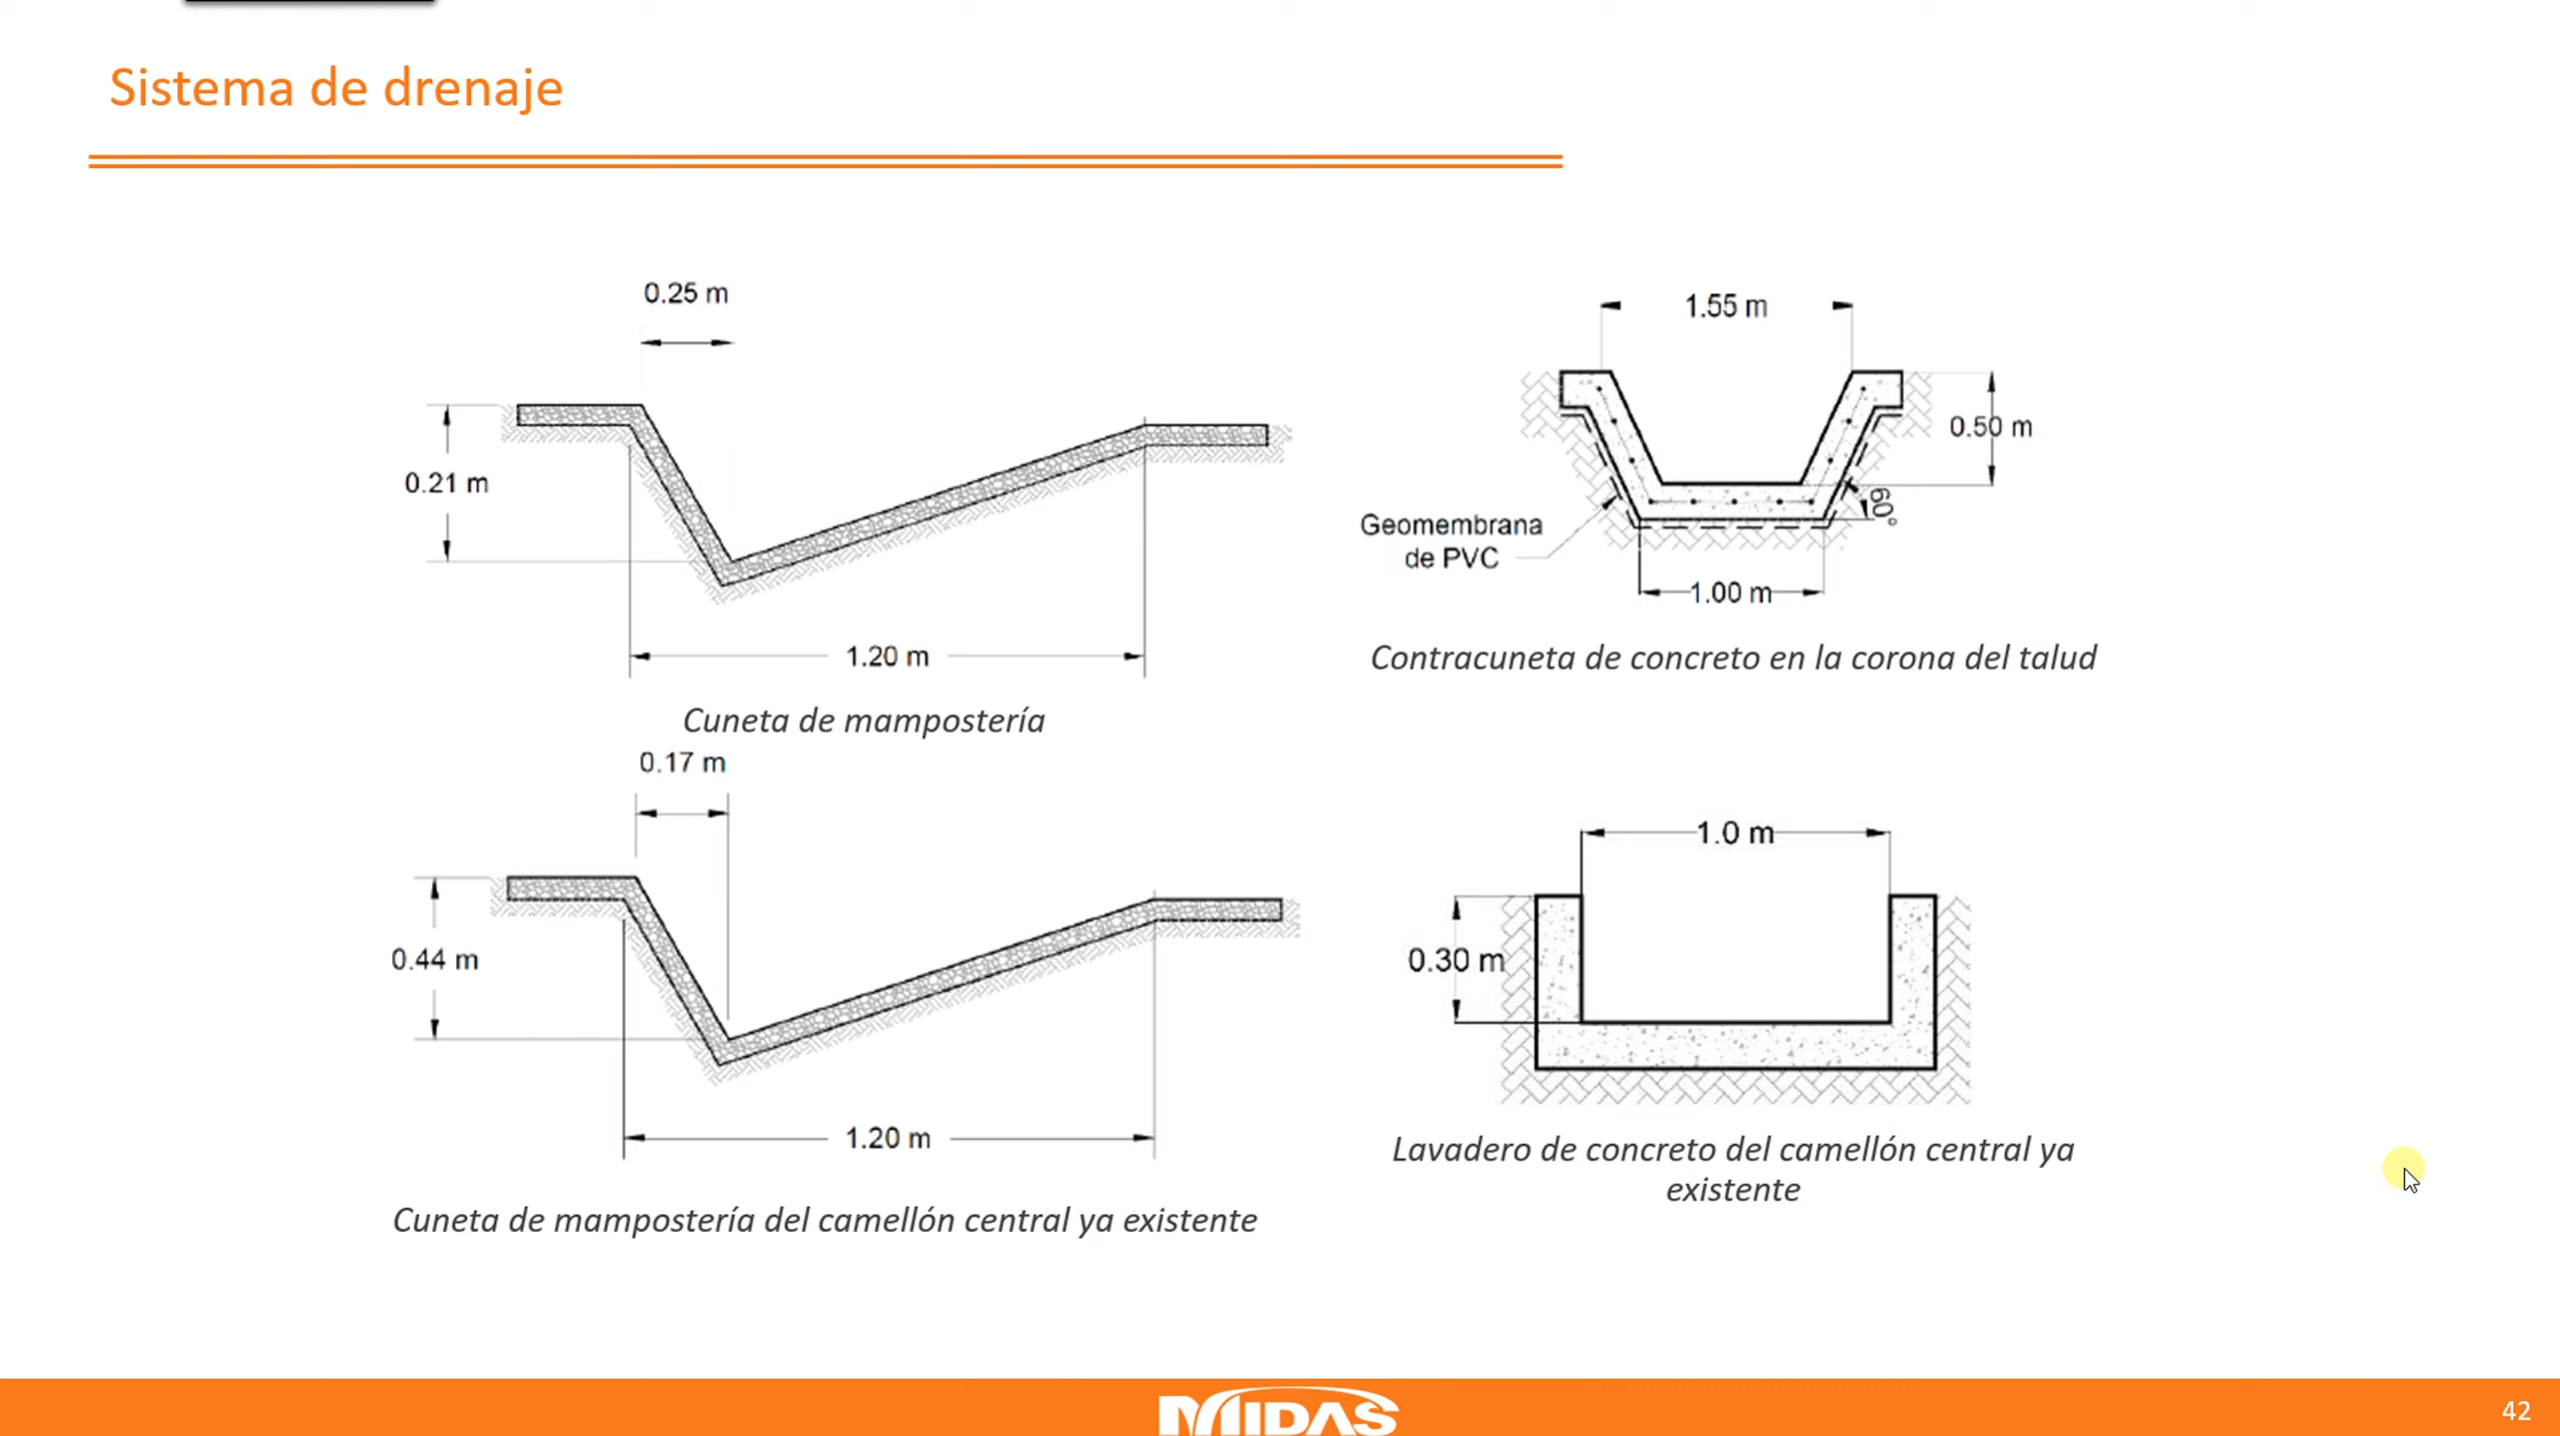 Sistema de drenaje
0.25 m
0.21 m
1.20 m
Cuneta de mampostería
1.55 m
0.50 m
60°
Geomembrana
de PVC
1.00 m
Contracuneta de concreto en la corona del talud
0.17 m
0.44 m
1.20 m
Cuneta de mampostería del camellón central ya existente
1.0 m
0.30 m
Lavadero de concreto del camellón central ya
existente
MIDAS
42